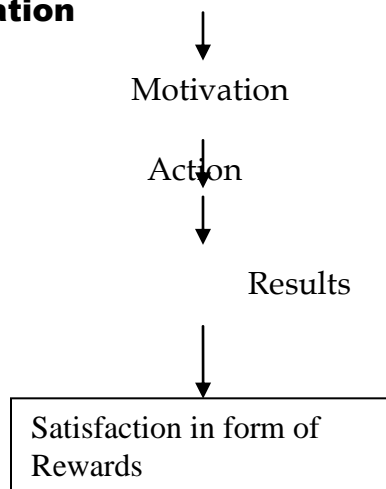 ation
Motivation
Action
Results
Satisfaction in form of
Rewards